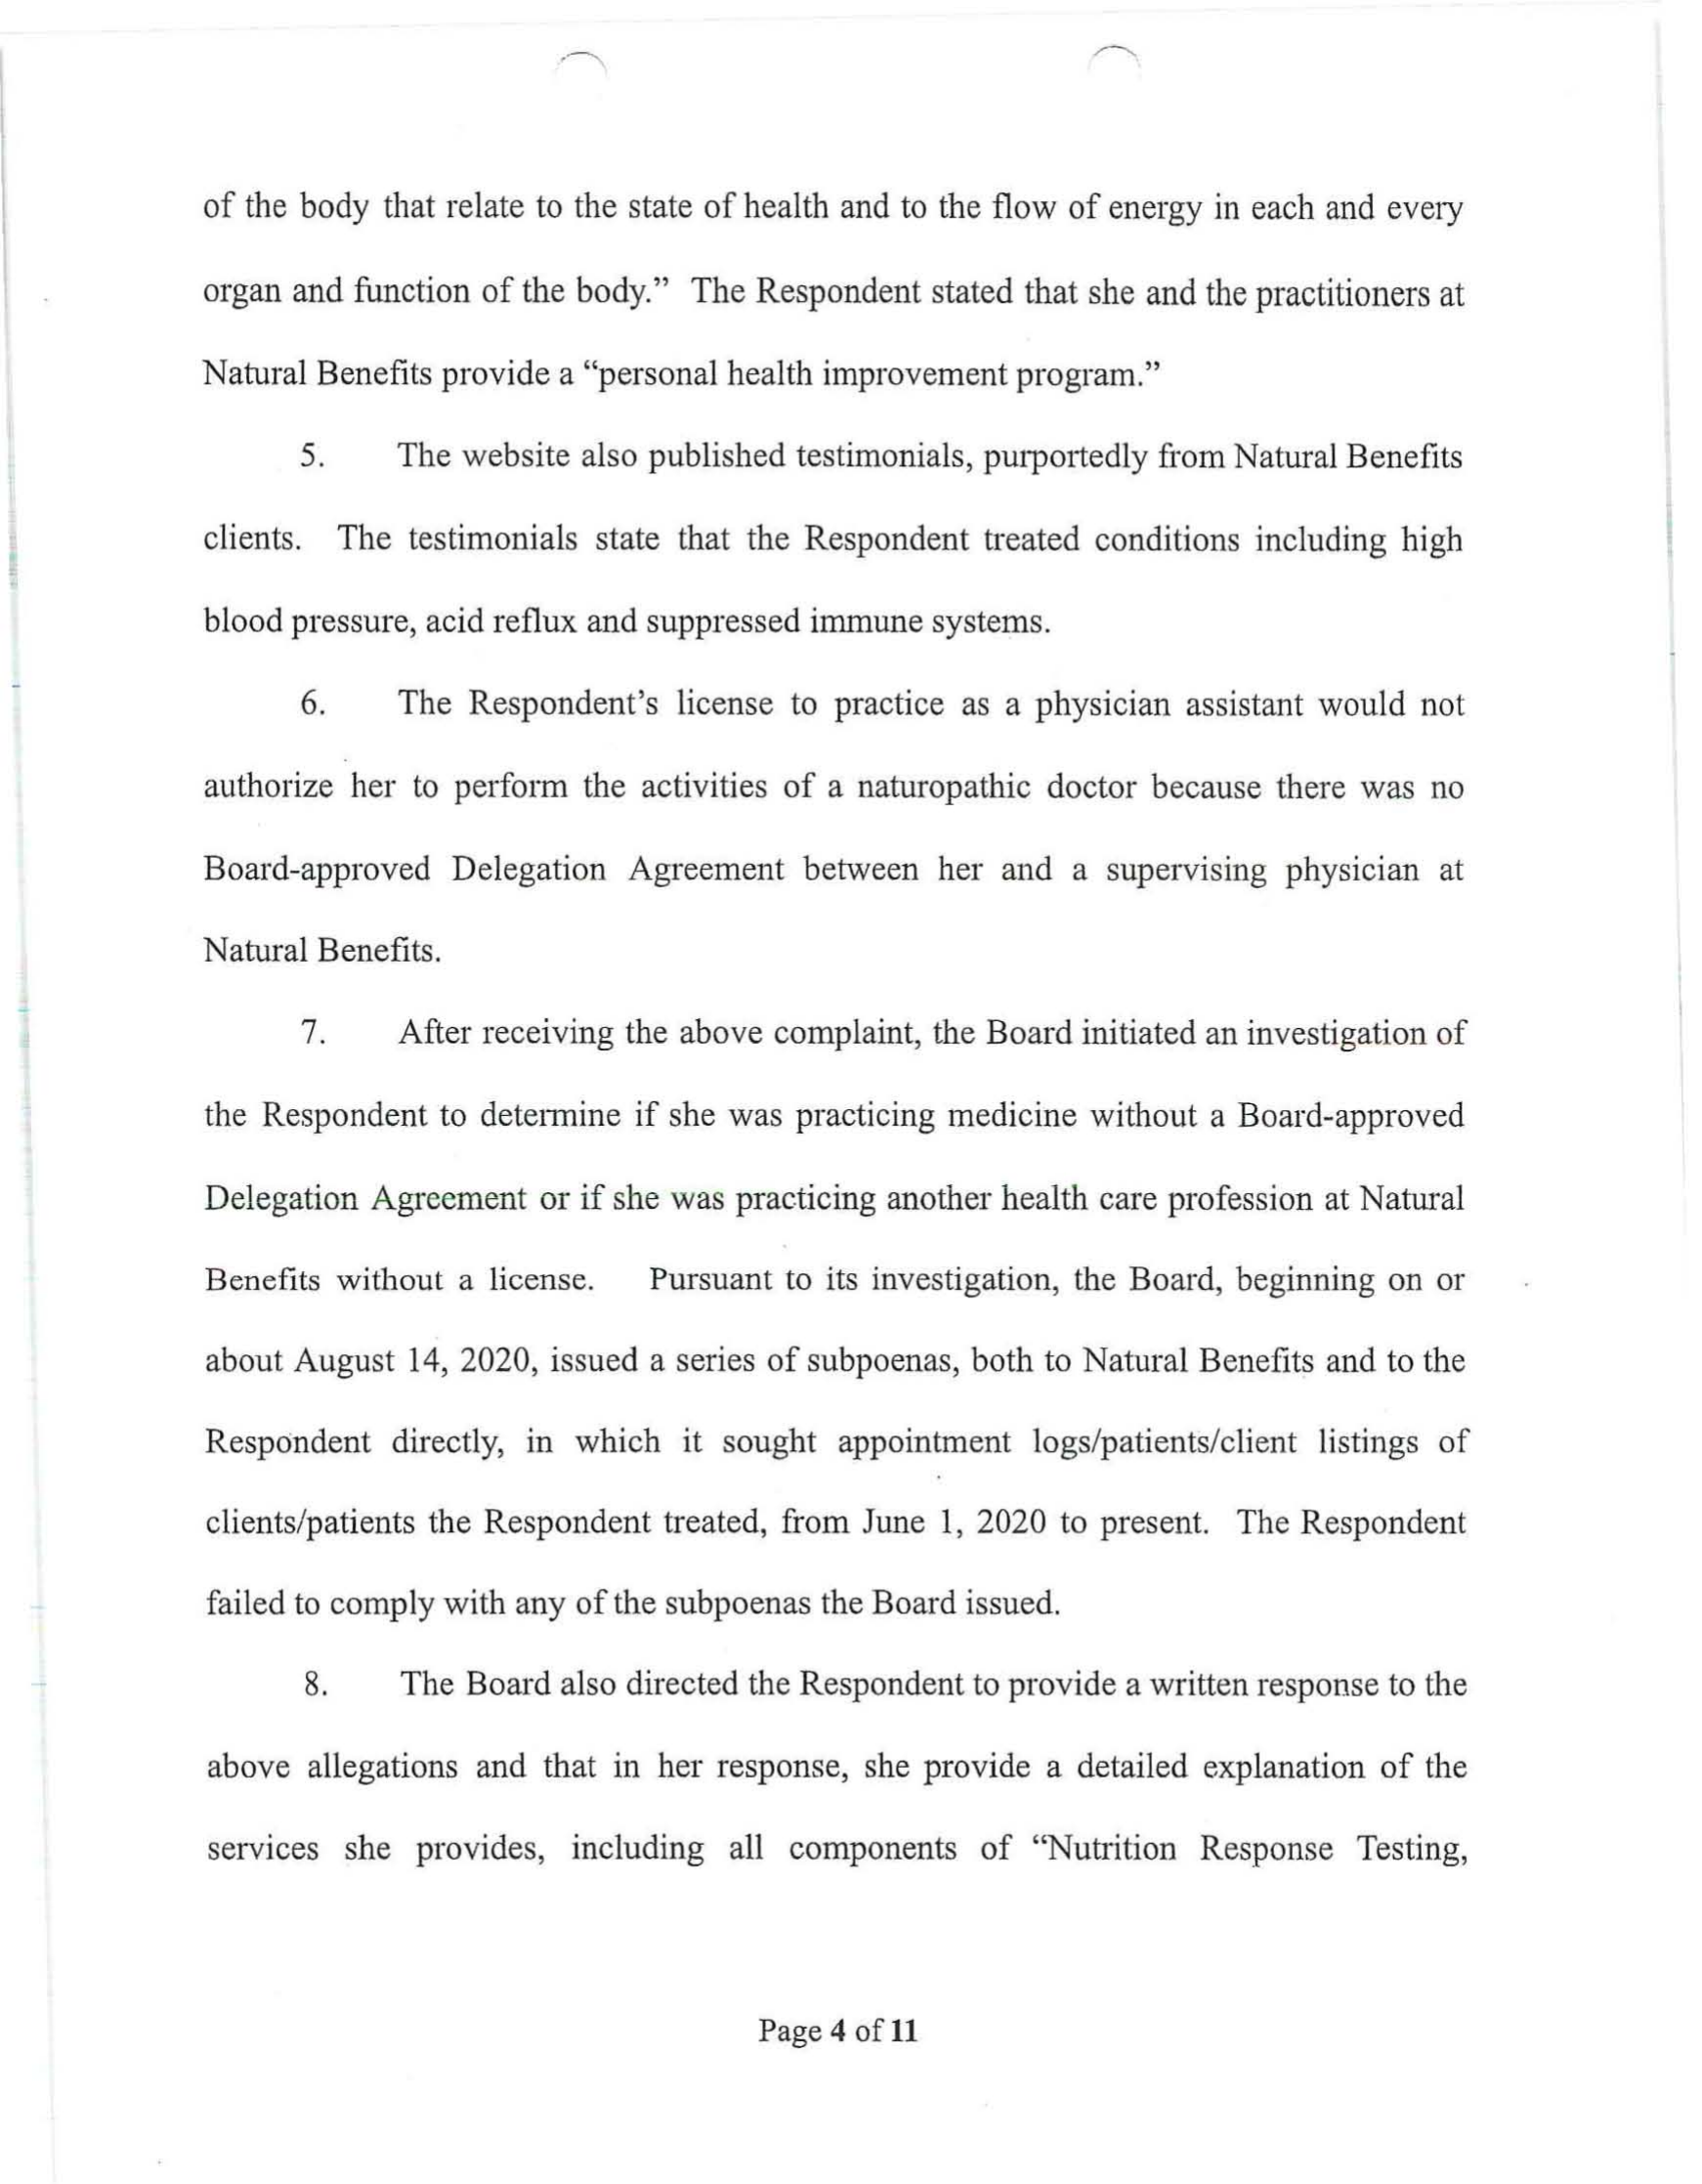 of the body that relate to the state of health and to the flow of energy in each and every
organ and function of the body.” The Respondent stated that she and the practitioners at
Natural Benefits provide a “personal health improvement program.”
5. The website also published testimonials, purportedly from Natural Benefits
clients. The testimonials state that the Respondent treated conditions including high
blood pressure, acid reflux and suppressed immune systems.
6. The Respondent’s license to practice as a physician assistant would not
authorize her to perform the activities of a naturopathic doctor because there was no
Board-approved Delegation Agreement between her and a supervising physician at
Natural Benefits.
7. After receiving the above complaint, the Board initiated an investigation of
the Respondent to determine if she was practicing medicine without a Board-approved
Delegation Agreement or if she was practicing another health care profession at Natural
Benefits without a license. Pursuant to its investigation, the Board, beginning on or
about August 14, 2020, issued a series of subpoenas, both to Natural Benefits and to the
Respondent directly, in which it sought appointment logs/patients/client listings of
clients/patients the Respondent treated, from June 1, 2020 to present. The Respondent
failed to comply with any of the subpoenas the Board issued.
8. The Board also directed the Respondent to provide a written response to the
above allegations and that in her response, she provide a detailed explanation of the
services she provides, including all components of “Nutrition Response Testing,
Page 4 of 11